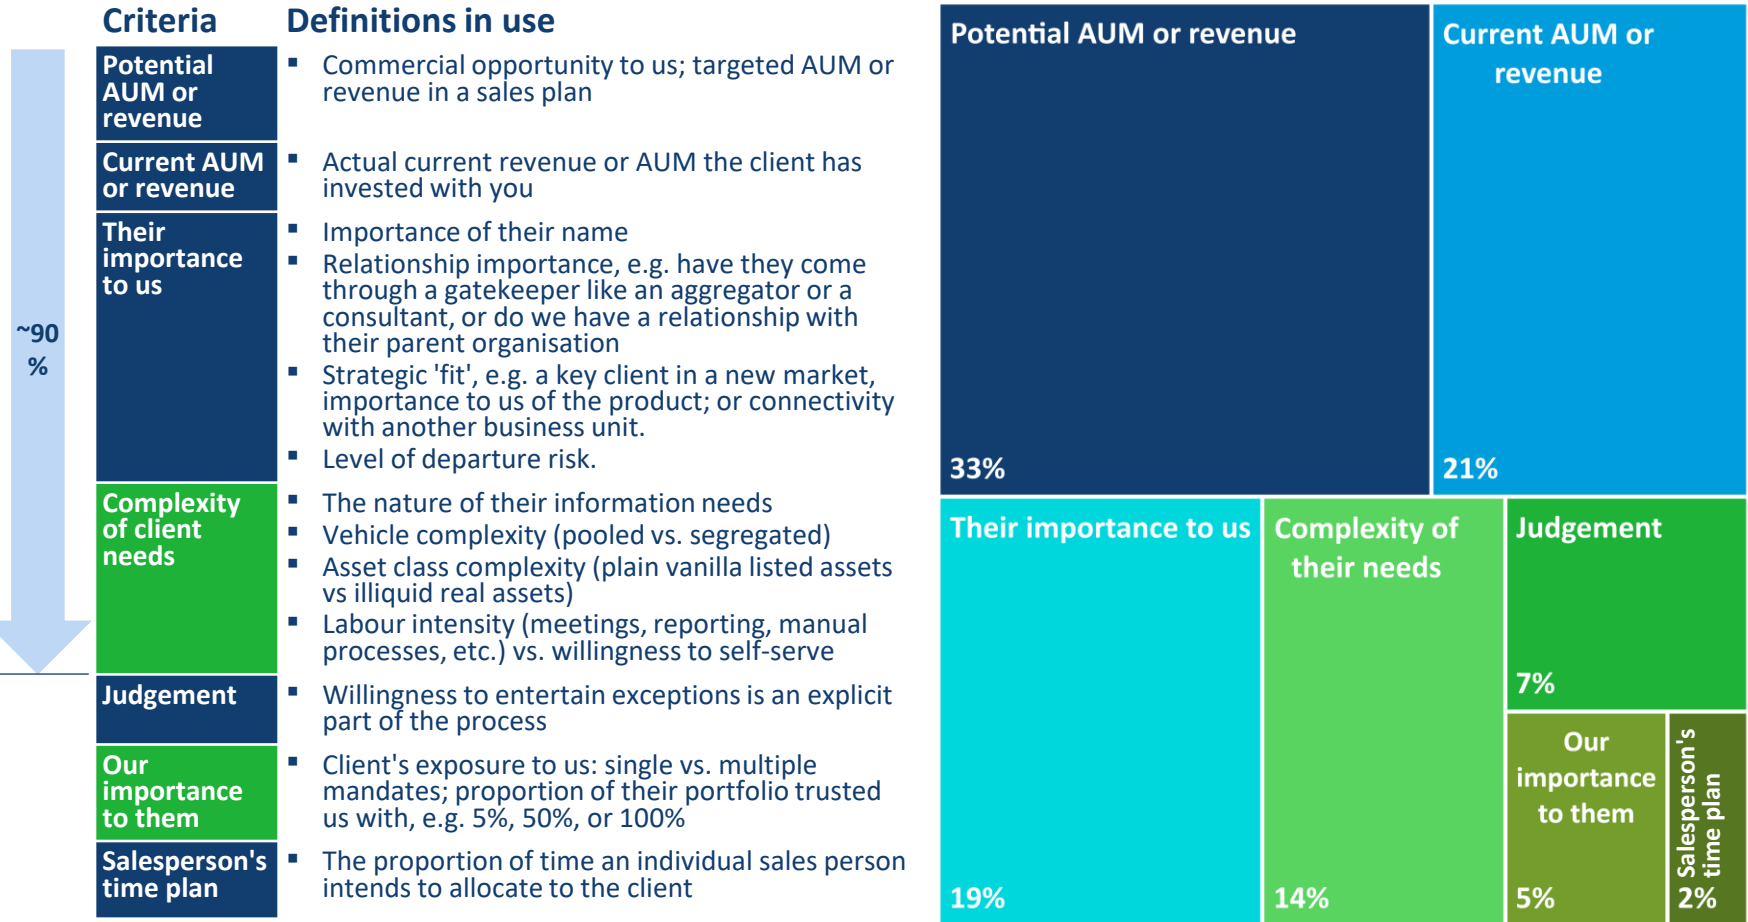 Criteria
Definitions in use
~90
%
Potential
AUM or
revenue
▪ Commercial opportunity to us; targeted AUM or
revenue in a sales plan
Current AUM
or revenue
▪ Actual current revenue or AUM the client has
invested with you
Their
importance
to us
▪ Importance of their name
▪ Relationship importance, e.g. have they come
through a gatekeeper like an aggregator or a
consultant, or do we have a relationship with
their parent organisation
▪ Strategic 'fit', e.g. a key client in a new market,
importance to us of the product; or connectivity
with another business unit.
▪ Level of departure risk.
Complexity
of client
needs
▪ The nature of their information needs
▪ Vehicle complexity (pooled vs. segregated)
▪ Asset class complexity (plain vanilla listed assets
vs illiquid real assets)
▪ Labour intensity (meetings, reporting, manual
processes, etc.) vs. willingness to self-serve
Judgement
▪ Willingness to entertain exceptions is an explicit
part of the process
Our
importance
to them
▪ Client's exposure to us: single vs. multiple
mandates; proportion of their portfolio trusted
us with, e.g. 5%, 50%, or 100%
Salesperson's
time plan
▪ The proportion of time an individual sales person
intends to allocate to the client
Potential AUM or revenue
33%
Current AUM or
revenue
21%
Their importance to us
19%
Complexity of
their needs
14%
Judgement
7%
Our
importance
to them
5%
Salesperson's
time plan
2%